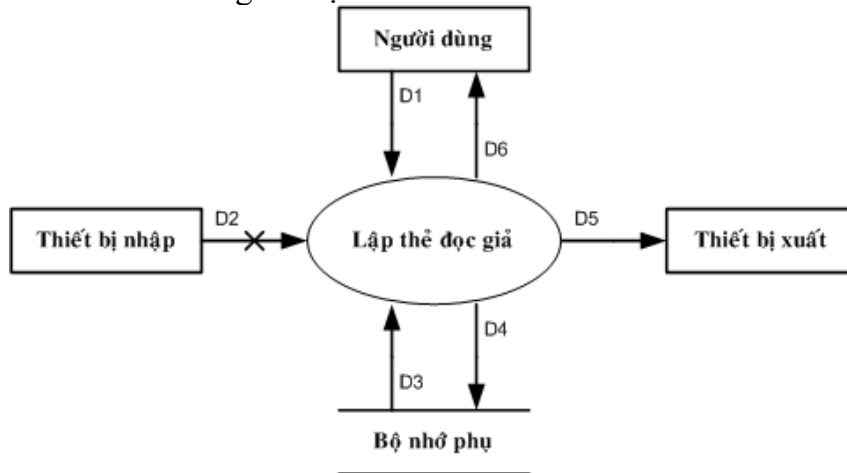 Người dùng
D1
D6
D2
D5
Thiết bị nhập
Lập thẻ đọc giả
Thiết bị xuất
D4
D3
Bộ nhớ phụ